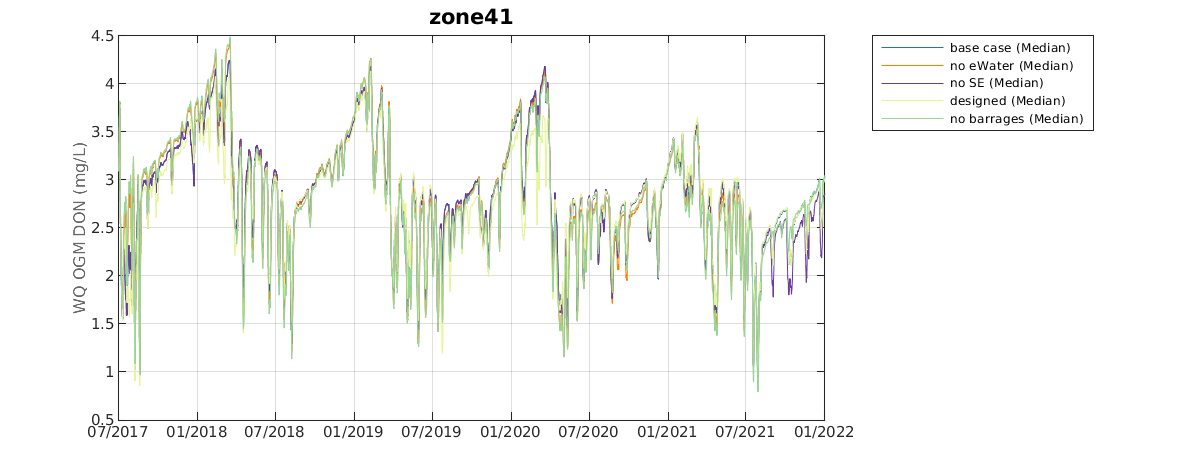 zone41
WQ OGM DON (mg/L)
4.5
4
3.5
3
2.5
2
1.5
1
0.5
07/2017 01/2018 07/2018 01/2019 07/2019 01/2020 07/2020 01/2021 07/2021 01/2022
base case (Median)
no eWater (Median)
no SE (Median)
designed (Median)
no barrages (Median)